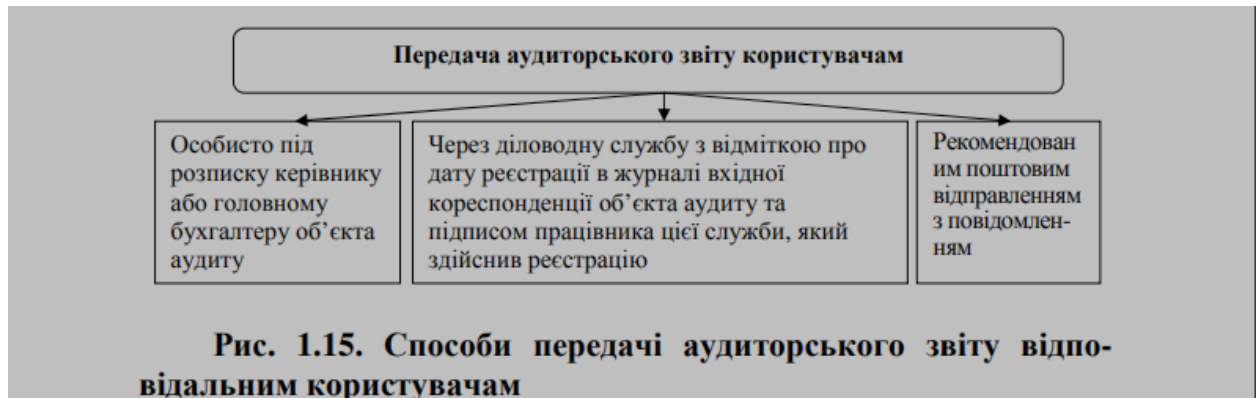 Передача аудиторського звіту користувачам
Особисто під
розписку керівнику
або головному
бухгалтеру об’єкта
аудиту
Через діловодну службу з відміткою про
дату реєстрації в журналі вхідної
кореспонденції об’єкта аудиту та
підписом працівника цієї служби, який
здійснив реєстрацію
Рекомендован
им поштовим
відправленням
з повідомлен-
ням
Рис. 1.15. Способи передачі аудиторського звіту відпо-
відальним користувачам